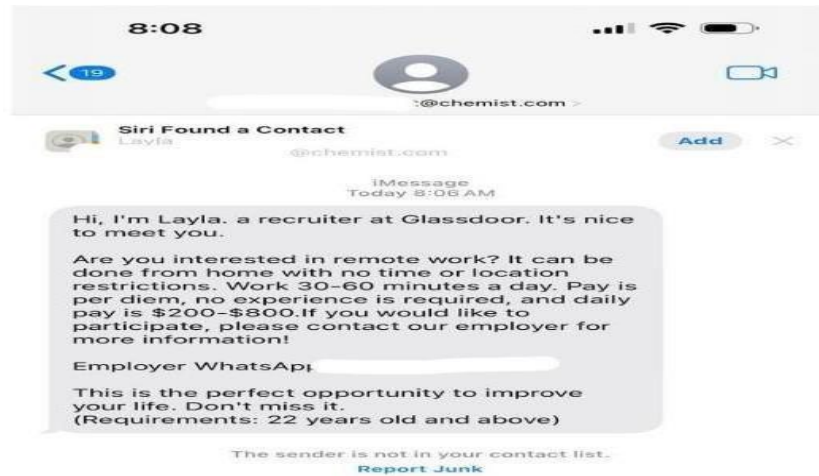 8:08
19
@chemist.com >
Siri Found a Contact
Layla
@chemist.com
Add
iMessage
Today 8:06 AM
Hi, I'm Layla. a recruiter at Glassdoor. It's nice
to meet you.
Are you interested in remote work? It can be
done from home with no time or location
restrictions. Work 30-60 minutes a day. Pay is
per diem, no experience is required, and daily
pay is $200-$800.If you would like to
participate, please contact our employer for
more information!
Employer WhatsApp
This is the perfect opportunity to improve
your life. Don't miss it.
(Requirements: 22 years old and above)
The sender is not in your contact list.
Report Junk